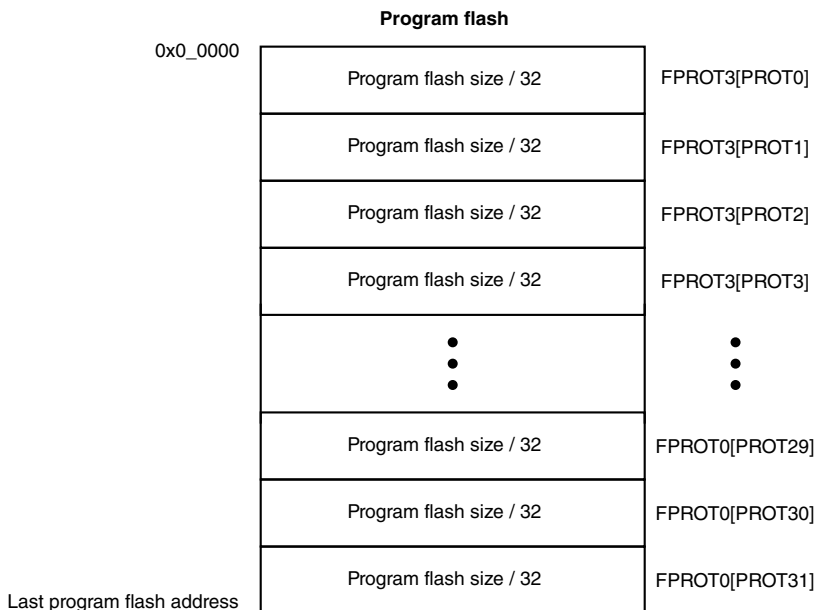 Program flash
0x0_0000
Program flash size / 32 FPROT3[PROT0]
Program flash size / 32 FPROT3[PROT1]
Program flash size / 32 FPROT3[PROT2]
Program flash size / 32 FPROT3[PROT3]
Program flash size / 32 FPROT0[PROT29]
Program flash size / 32 FPROT0[PROT30]
Program flash size / 32 FPROT0[PROT31]
Last program flash address